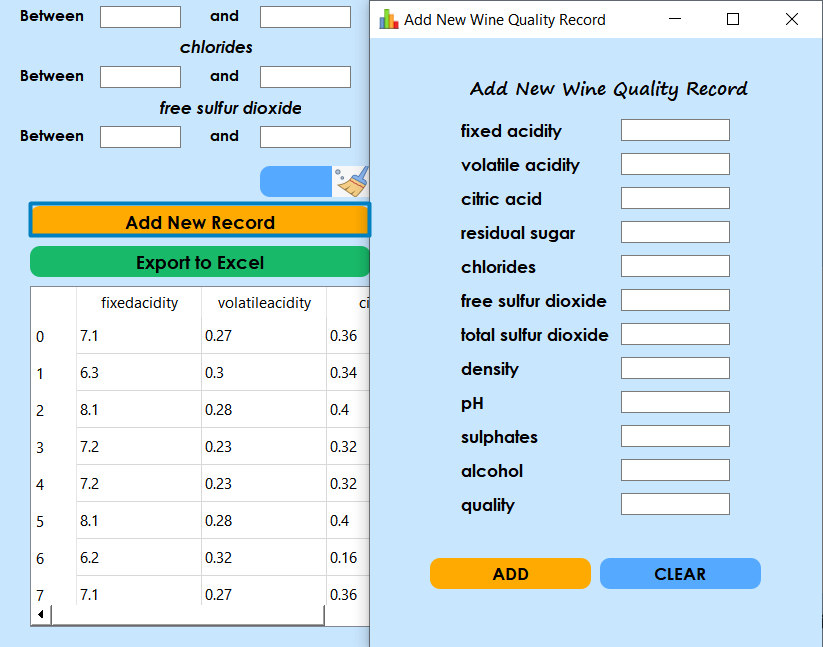 Between and
chlorides
Between and
free sulfur dioxide
Between and
Add New Record
Export to Excel
fixedacidity volatileacidity ci
0 7.1 0.27 0.36
1 6.3 0.3 0.34
2 8.1 0.28 0.4
3 7.2 0.23 0.32
4 7.2 0.23 0.32
5 8.1 0.28 0.4
6 6.2 0.32 0.16
7 7.1 0.27 0.36
Add New Wine Quality Record
Add New Wine Quality Record
fixed acidity
volatile acidity
citric acid
residual sugar
chlorides
free sulfur dioxide
total sulfur dioxide
density
pH
sulphates
alcohol
quality
ADD CLEAR